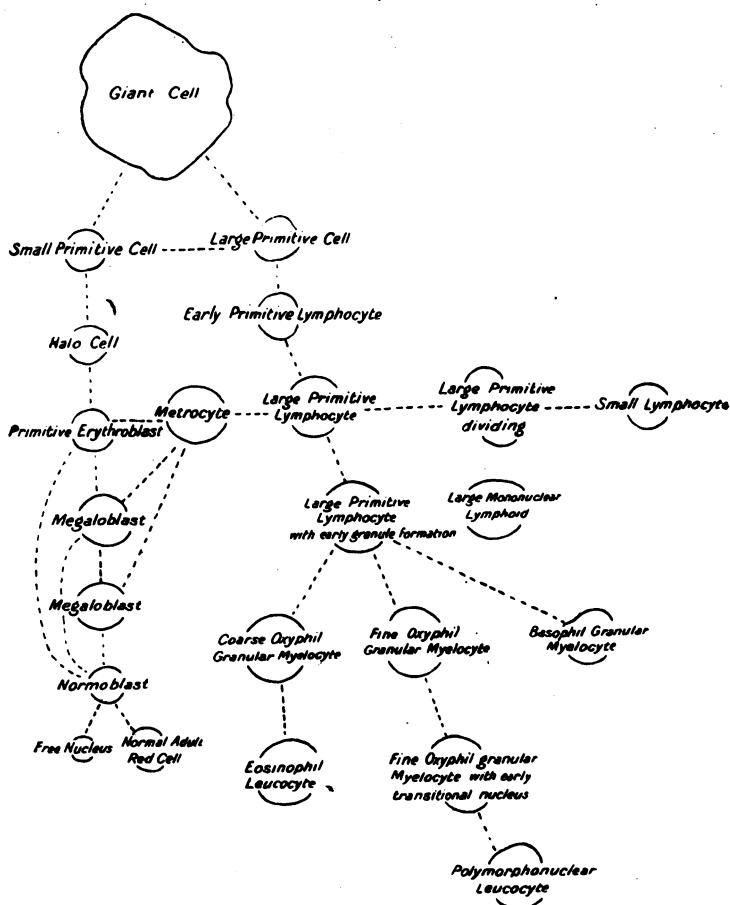 Giant Cell
Small Primitive Cell
Large Primitive Cell
Early Primitive Lymphocyte
Halo Cell
Large Primitive
Lymphocyte
Large Primitive
Lymphocyte
dividing
Small Lymphocyte
Metrocyte
Primitive Erythroblast
Large Primitive
Lymphocyte
with early granule formation
Large Mononuclear
Lymphoid
Megaloblast
Megaloblast
Coarse Oxyphil
Granular Myelocyte
Fine Oxyphil
Granular Myelocyte
Basophil Granular
Myelocyte
Normoblast
Free Nucleus
Normal Adult
Red Cell
Eosinophil
Leucocyte
Fine Oxyphil granular
Myelocyte with early
transitional nucleus
Polymorphonuclear
Leucocyte